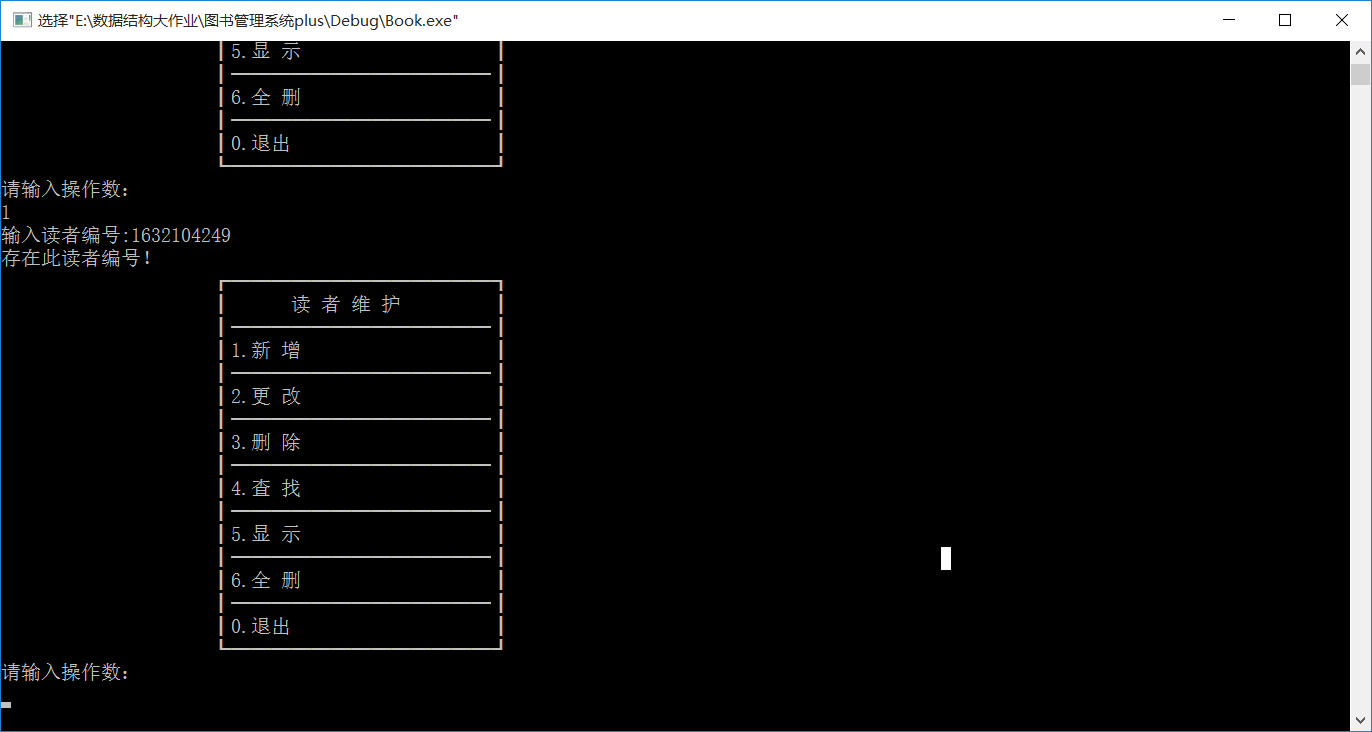 选择"E:\数据结构大作业\图书管理系统plus\Debug\Book.exe"
5.显 示
6.全 删
0.退出
请输入操作数：
1
输入读者编号:1632104249
存在此读者编号！
读 者 维 护
1.新 增
2.更 改
3.删 除
4.查 找
5.显 示
6.全 删
0.退出
请输入操作数：